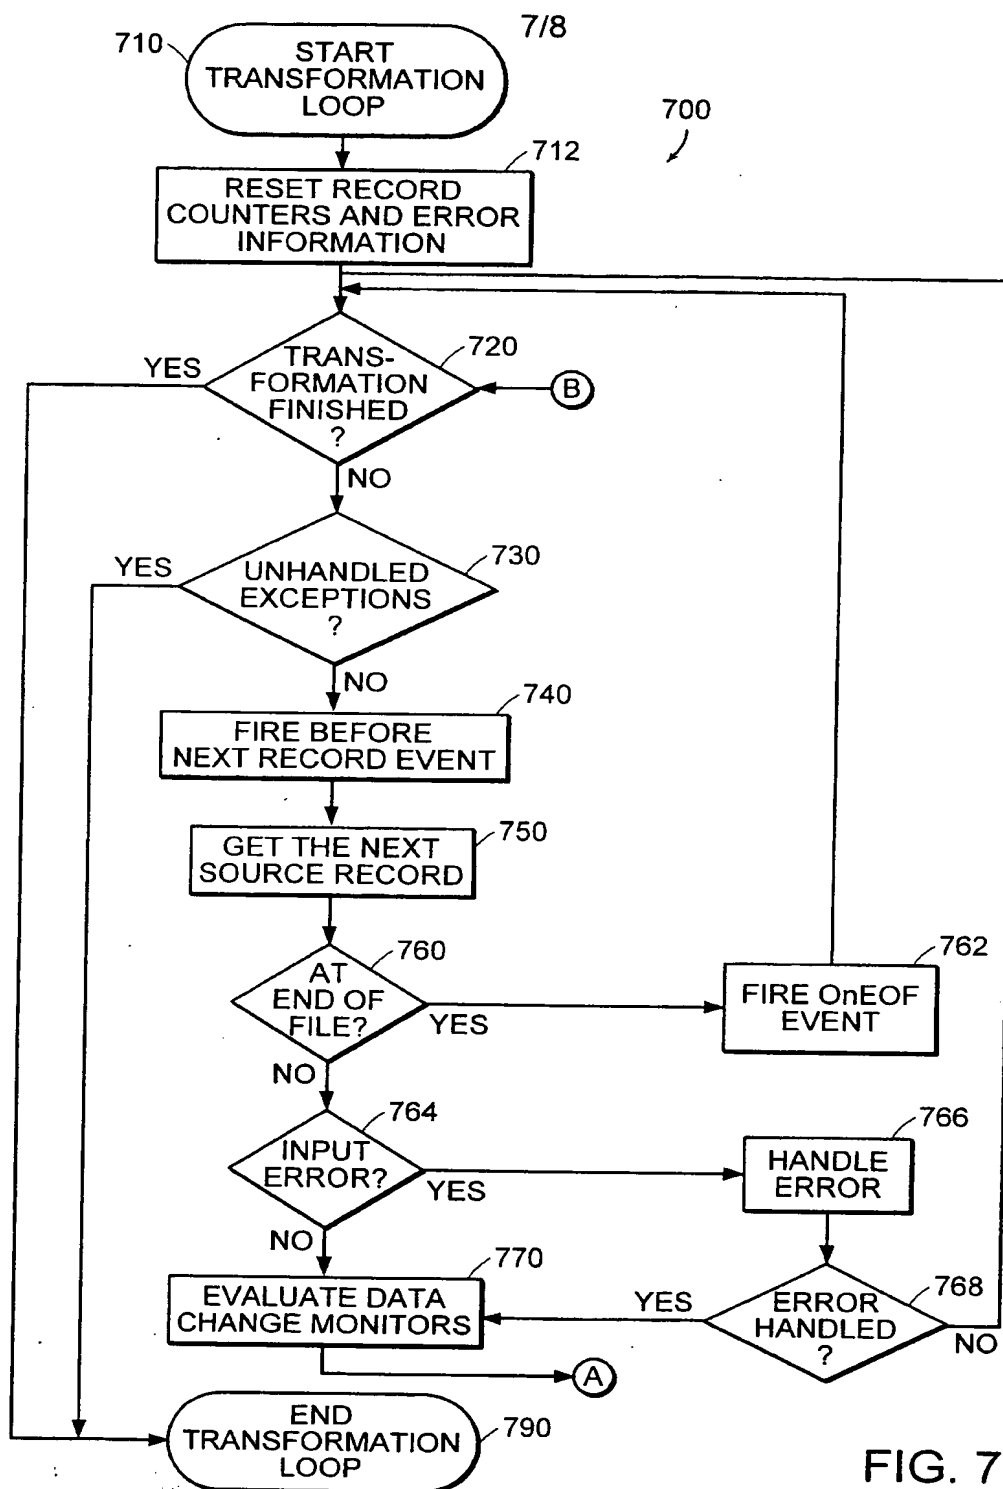 7/8
710
START
TRANSFORMATION
LOOP
700
712
RESET RECORD
COUNTERS AND ERROR
INFORMATION
720
YES
TRANS-
FORMATION
FINISHED
?
B
NO
730
YES
UNHANDLED
EXCEPTIONS
?
NO
740
FIRE BEFORE
NEXT RECORD EVENT
750
GET THE NEXT
SOURCE RECORD
760
AT
END OF
FILE?
YES
762
FIRE OnEOF
EVENT
NO
764
INPUT
ERROR?
YES
766
HANDLE
ERROR
NO
770
EVALUATE DATA
CHANGE MONITORS
YES
768
ERROR
HANDLED
?
NO
A
END
TRANSFORMATION
LOOP
790
FIG. 7